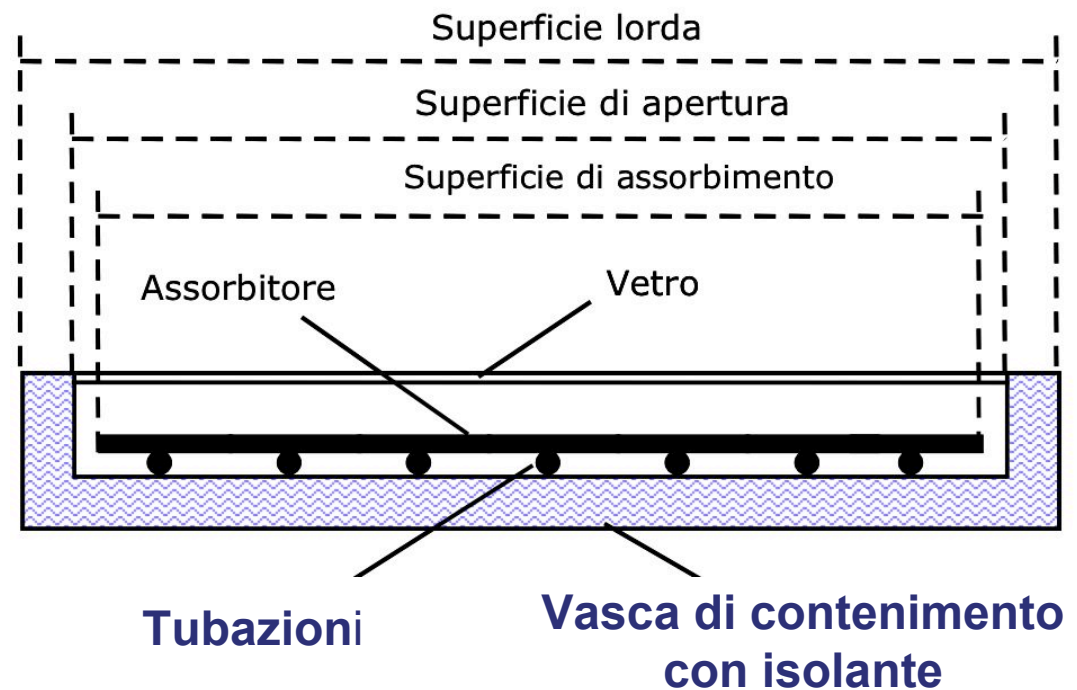 Superficie lorda
Superficie di apertura
Superficie di assorbimento
Assorbitore
Vetro
Tubazioni
Vasca di contenimento
con isolante